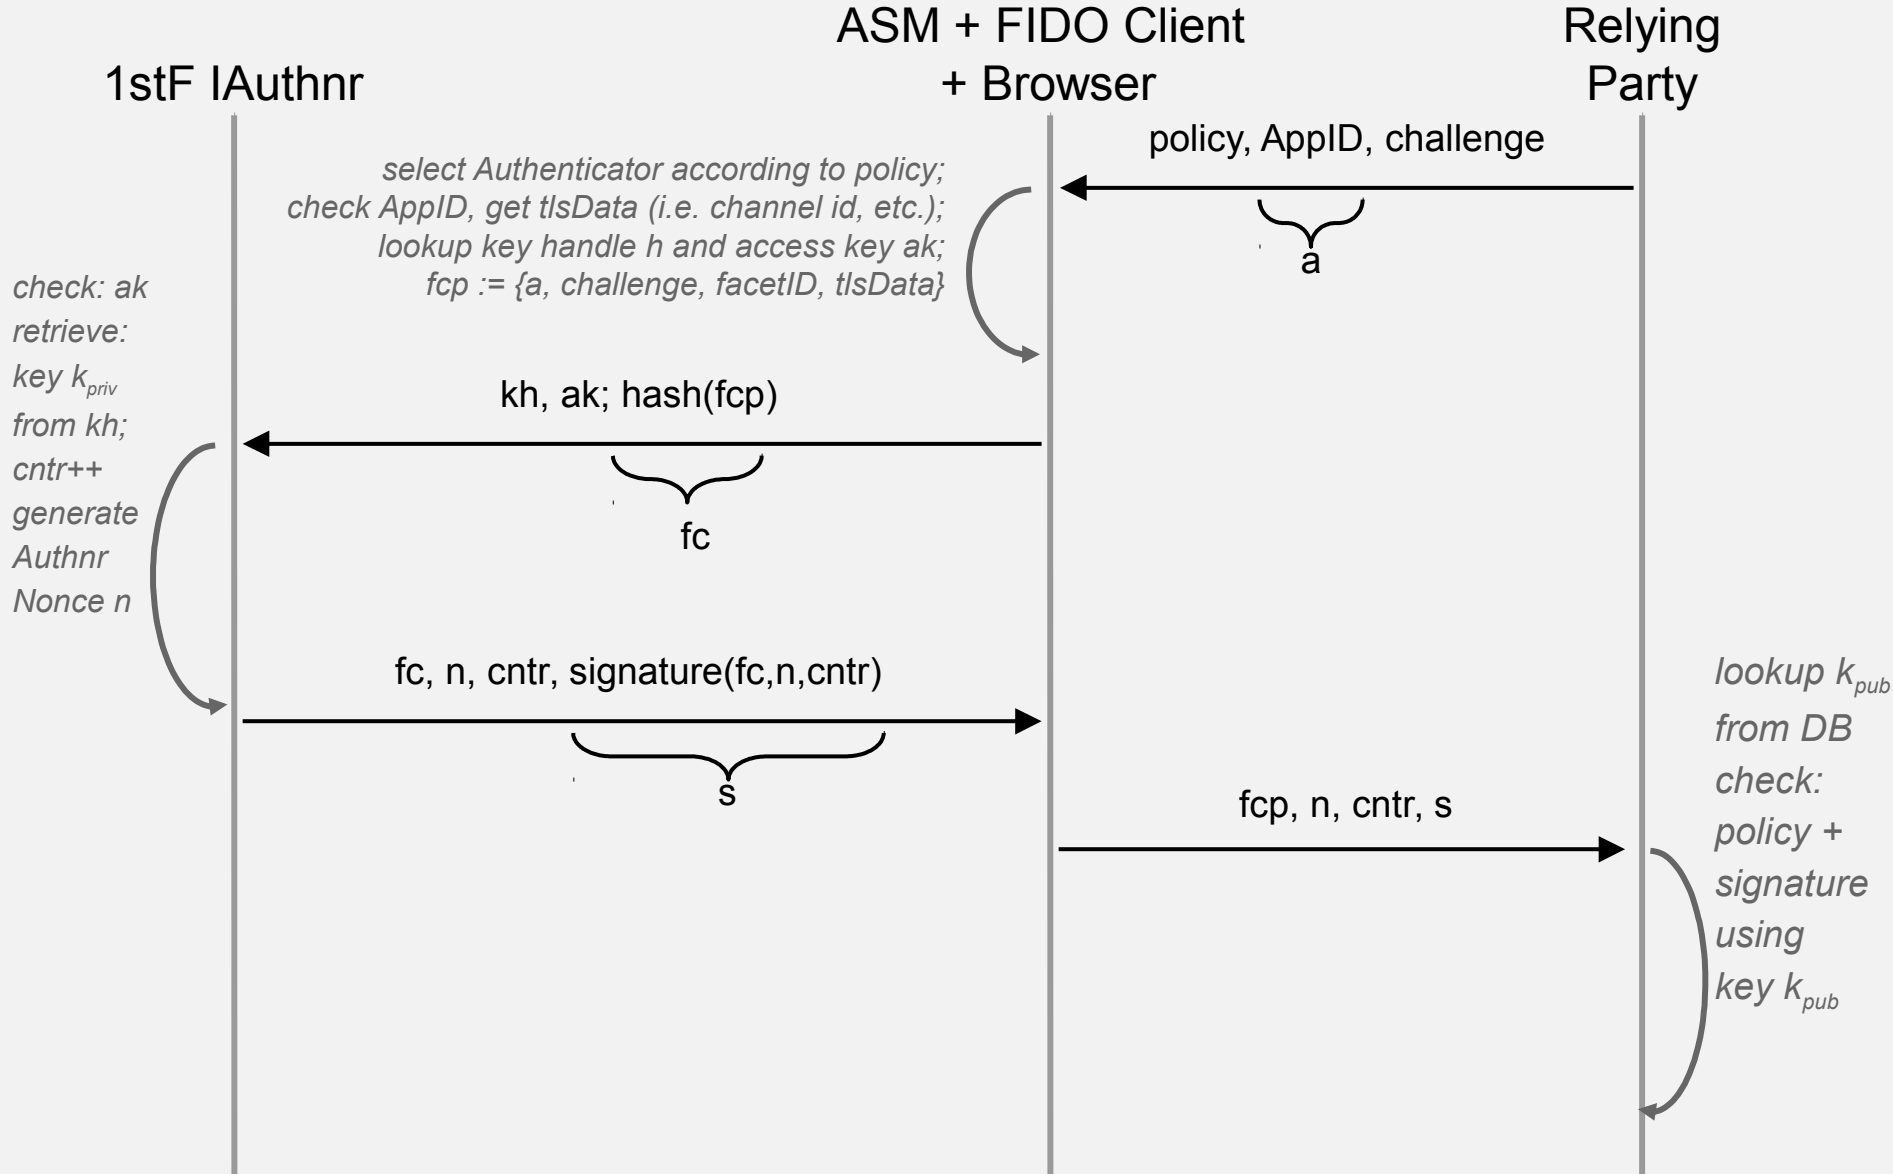 1stF IAuthnr
ASM + FIDO Client
+ Browser
Relying
Party
policy, AppID, challenge
a
select Authenticator according to policy;
check AppID, get tlsData (i.e. channel id, etc.);
lookup key handle h and access key ak;
fcp := {a, challenge, facetID, tlsData}
check: ak
retrieve:
key kpriv
from kh;
cntr++
generate
Authnr
Nonce n
kh, ak; hash(fcp)
fc
fc, n, cntr, signature(fc,n,cntr)
s
fcp, n, cntr, s
lookup kpub
from DB
check:
policy +
signature
using
key kpub